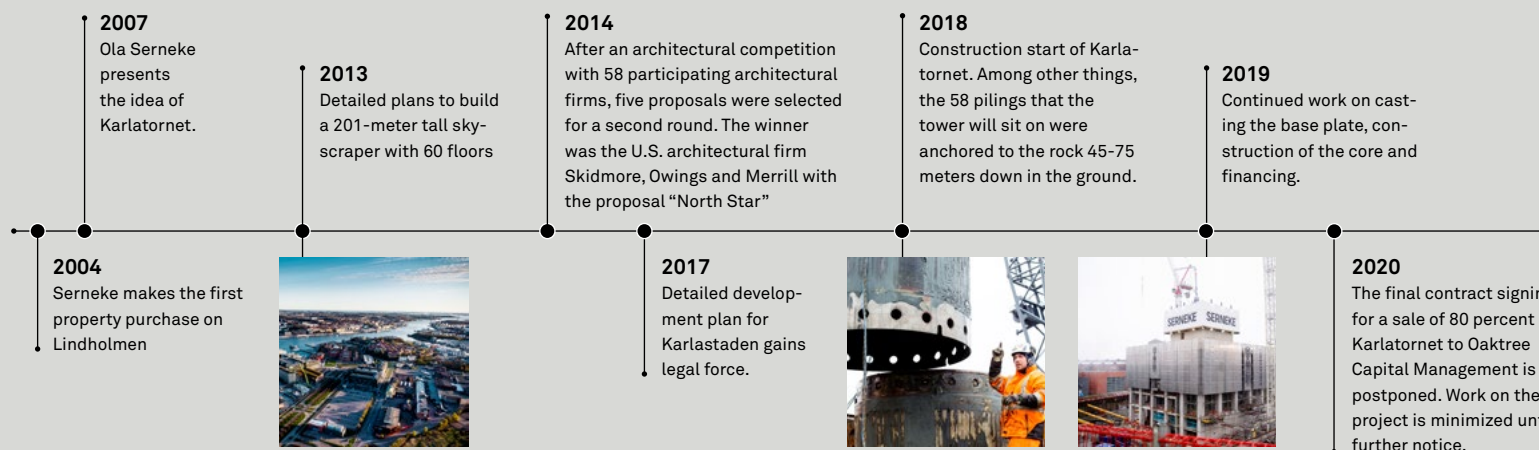 2007
Ola Serneke
presents
the idea of
Karlatornet.
2013
Detailed plans to build
a 201-meter tall sky-
scraper with 60 floors
2014
After an architectural competition
with 58 participating architectural
firms, five proposals were selected
for a second round. The winner
was the U.S. architectural firm
Skidmore, Owings and Merrill with
the proposal “North Star”
2018
Construction start of Karla-
tornet. Among other things,
the 58 pilings that the
tower will sit on were
anchored to the rock 45-75
meters down in the ground.
2019
Continued work on cast-
ing the base plate, con-
struction of the core and
financing.
2004
Serneke makes the first
property purchase on
Lindholmen
2017
Detailed develop-
ment plan for
Karlastaden gains
legal force.
SERNEKE SERNEKE
2020
The final contract
for a sale of 80 percent
Karlatornet to Oaktree
Capital Management is
postponed. Work on the
project is minimized
further notice.